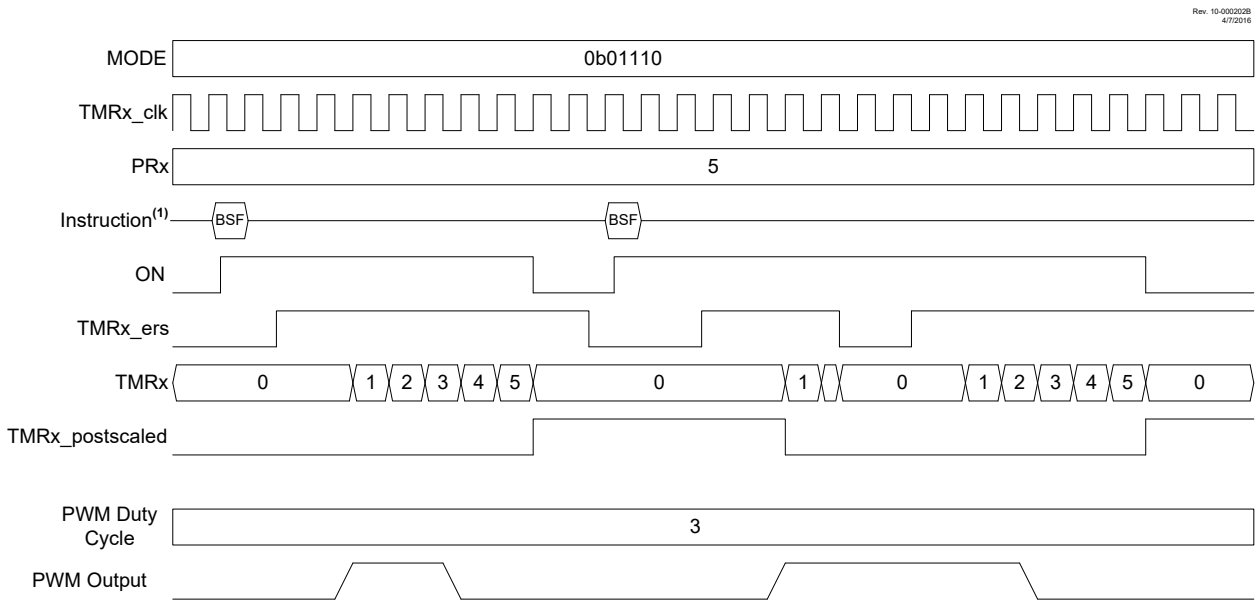 Rev. 10-000202B
4/7/2016
MODE 0b01110
TMRx_clk
PRx 5
Instruction(1) BSF BSF
ON
TMRx_ers
TMRx 0 1 2 3 4 5 0 1 0 1 2 3 4 5 0
TMRx_postscaled
PWM Duty
Cycle 3
PWM Output